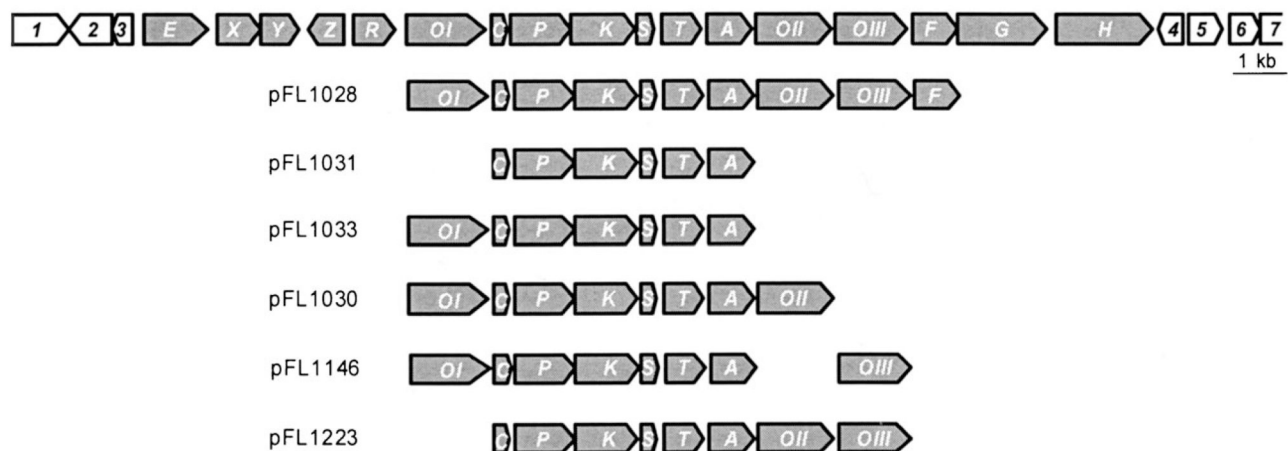 1 2 3 E X Y Z R OI C P K S T A OII OIII F G H 4 5 6 7
1 kb
pFL1028 OI C P K S T A OII OIII F
pFL1031 C P K S T A
pFL1033 OI C P K S T A
pFL1030 OI C P K S T A OII
pFL1146 OI C P K S T A OIII
pFL1223 C P K S T A OII OIII